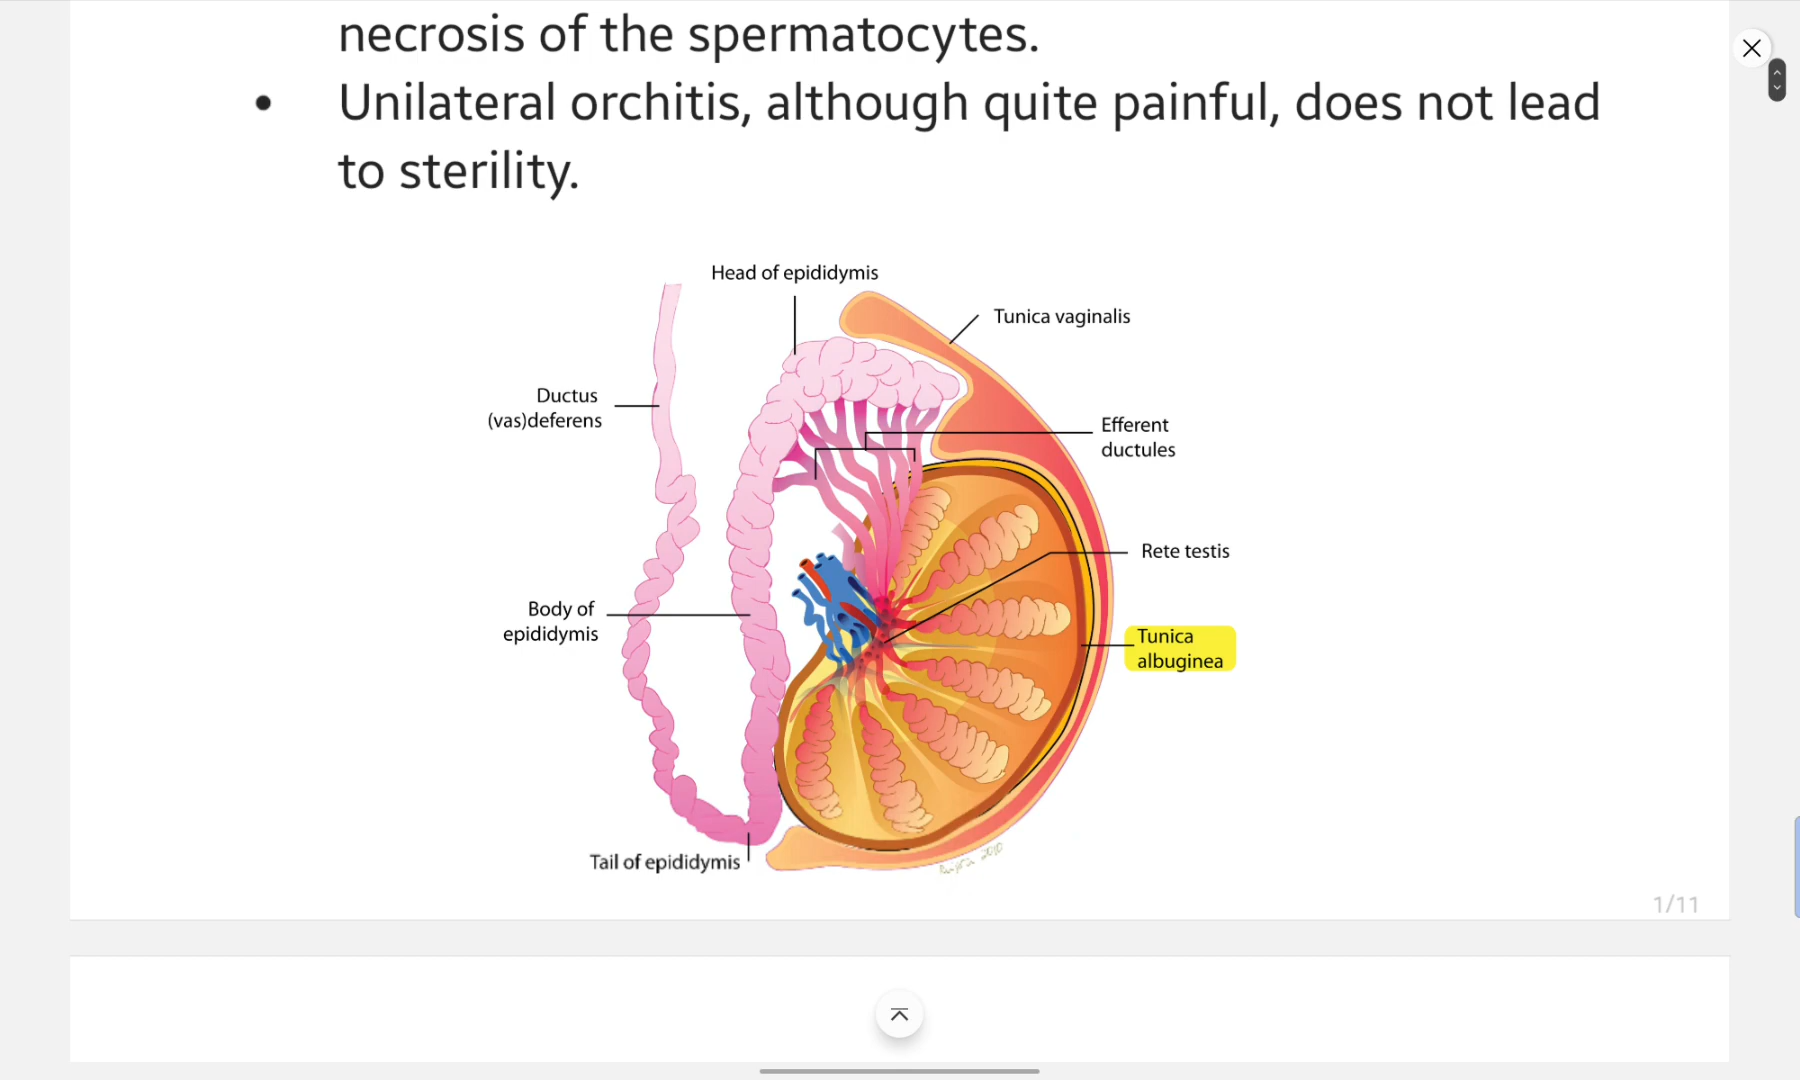 necrosis of the spermatocytes.
• Unilateral orchitis, although quite painful, does not lead
to sterility.
Head of epididymis
Tunica vaginalis
Ductus
(vas)deferens
Efferent
ductules
Rete testis
Body of
epididymis
Tunica
albuginea
Tail of epididymis
2010
1/11